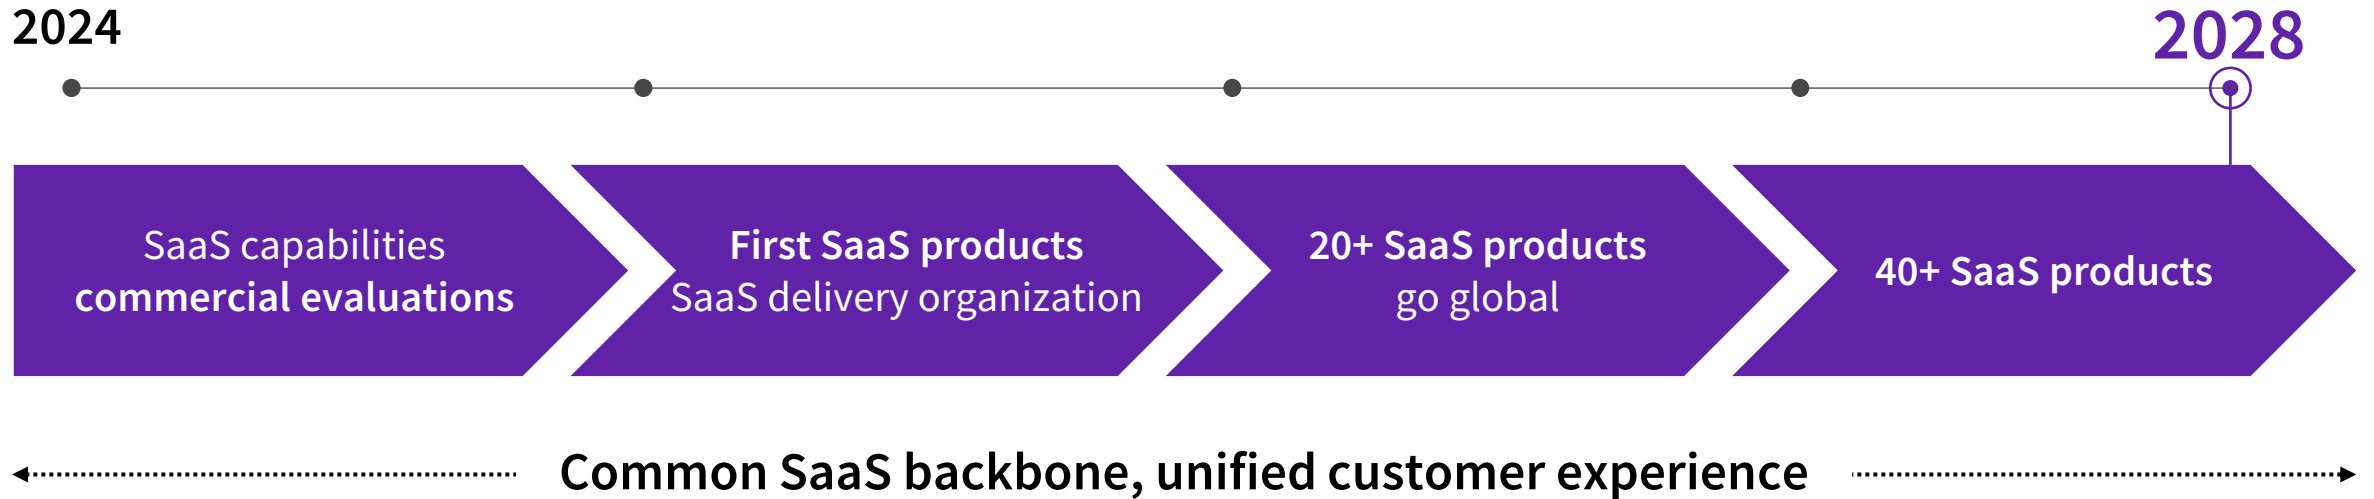 2024
2028
SaaS capabilities
commercial evaluations
First SaaS products
SaaS delivery organization
20+ SaaS products
go global
40+ SaaS products
Common SaaS backbone, unified customer experience